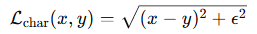 ℒ_char(x, y) = √((x − y)² + ϵ²)